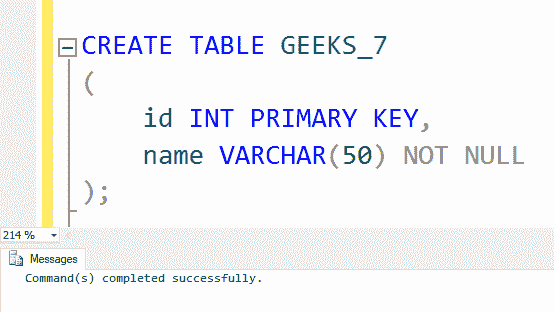 CREATE TABLE GEEKS_7
(
id INT PRIMARY KEY,
name VARCHAR(50) NOT NULL
);
214 %
Messages
Command(s) completed successfully.